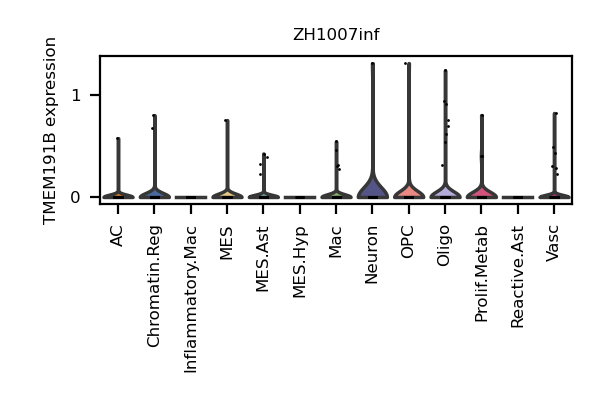 ZH1007inf
TMEM191B expression
1
0
AC
Chromatin.Reg
Inflammatory.Mac
MES
MES.Ast
MES.Hyp
Mac
Neuron
OPC
Oligo
Prolif.Metab
Reactive.Ast
Vasc